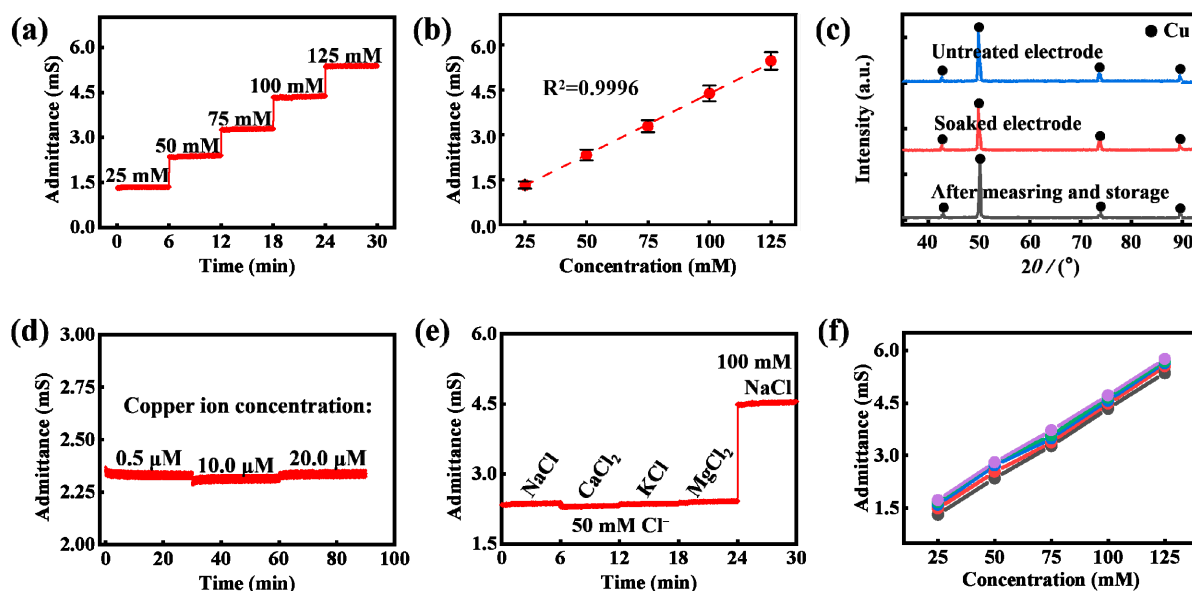 (a)
Admittance (mS)
6.0
4.5
3.0
1.5
0.0
25 mM
50 mM
75 mM
100 mM
125 mM
0 6 12 18 24 30
Time (min)
(b)
Admittance (mS)
6.0
4.5
3.0
1.5
0.0
R²=0.9996
25 50 75 100 125
Concentration (mM)
(c)
Intensity (a.u.)
Cu
Untreated electrode
Soaked electrode
After measring and storage
40 50 60 70 80 90
2θ / (°)
(d)
Admittance (mS)
3.00
2.75
2.50
2.25
2.00
Copper ion concentration:
0.5 μM 10.0 μM 20.0 μM
0 20 40 60 80 100
Time (min)
(e)
Admittance (mS)
6.0
4.5
3.0
1.5
100 mM
NaCl
NaCl CaCl₂ KCl MgCl₂
50 mM Cl⁻
0 6 12 18 24 30
Time (min)
(f)
Admittance (mS)
6.0
4.5
3.0
1.5
25 50 75 100 125
Concentration (mM)